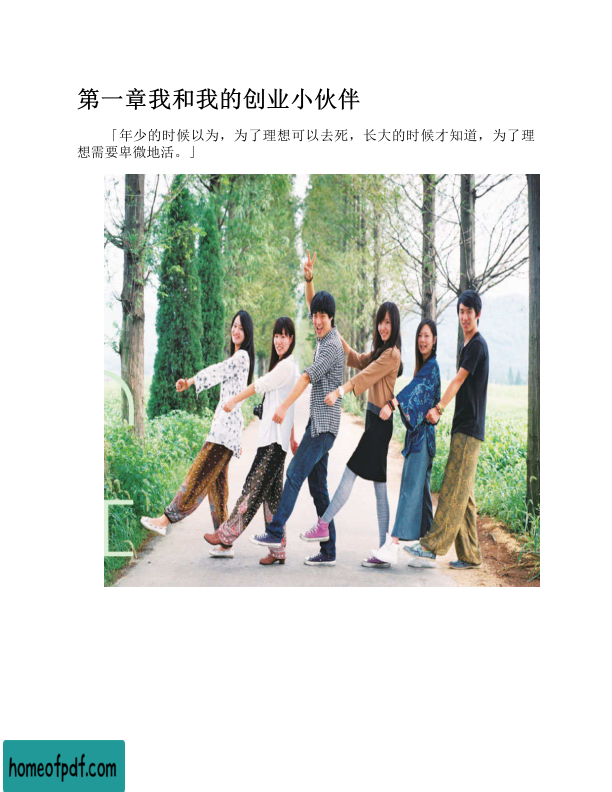 第一章我和我的创业小伙伴
「年少的时候以为，为了理想可以去死，长大的时候才知道，为了理
想需要卑微地活。」
homeofpdf.com